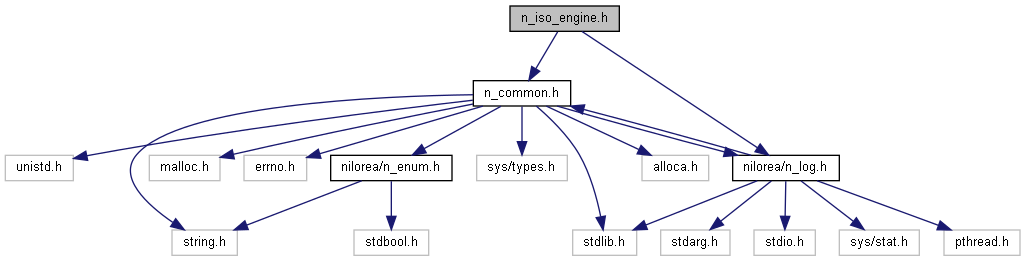 n_iso_engine.h
n_common.h
unistd.h
malloc.h
errno.h
nilorea/n_enum.h
sys/types.h
alloca.h
nilorea/n_log.h
string.h
stdbool.h
stdlib.h
stdarg.h
stdio.h
sys/stat.h
pthread.h